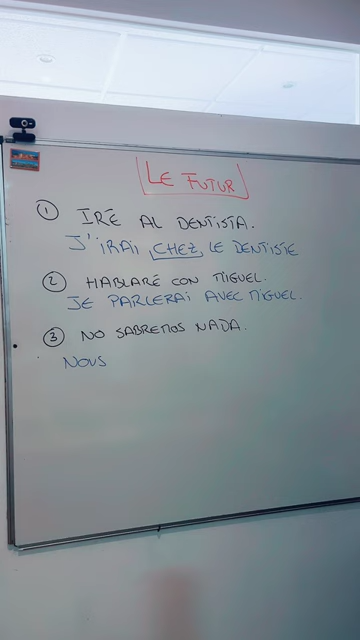 LE FUTUR
1 IRÉ AL DENTISTA.
J'IRAI CHEZ LE DENTISTE
2 HABLARÉ CON MIGUEL.
JE PARLERAI AVEC MIGUEL.
3 NO SABREMOS NADA.
NOUS